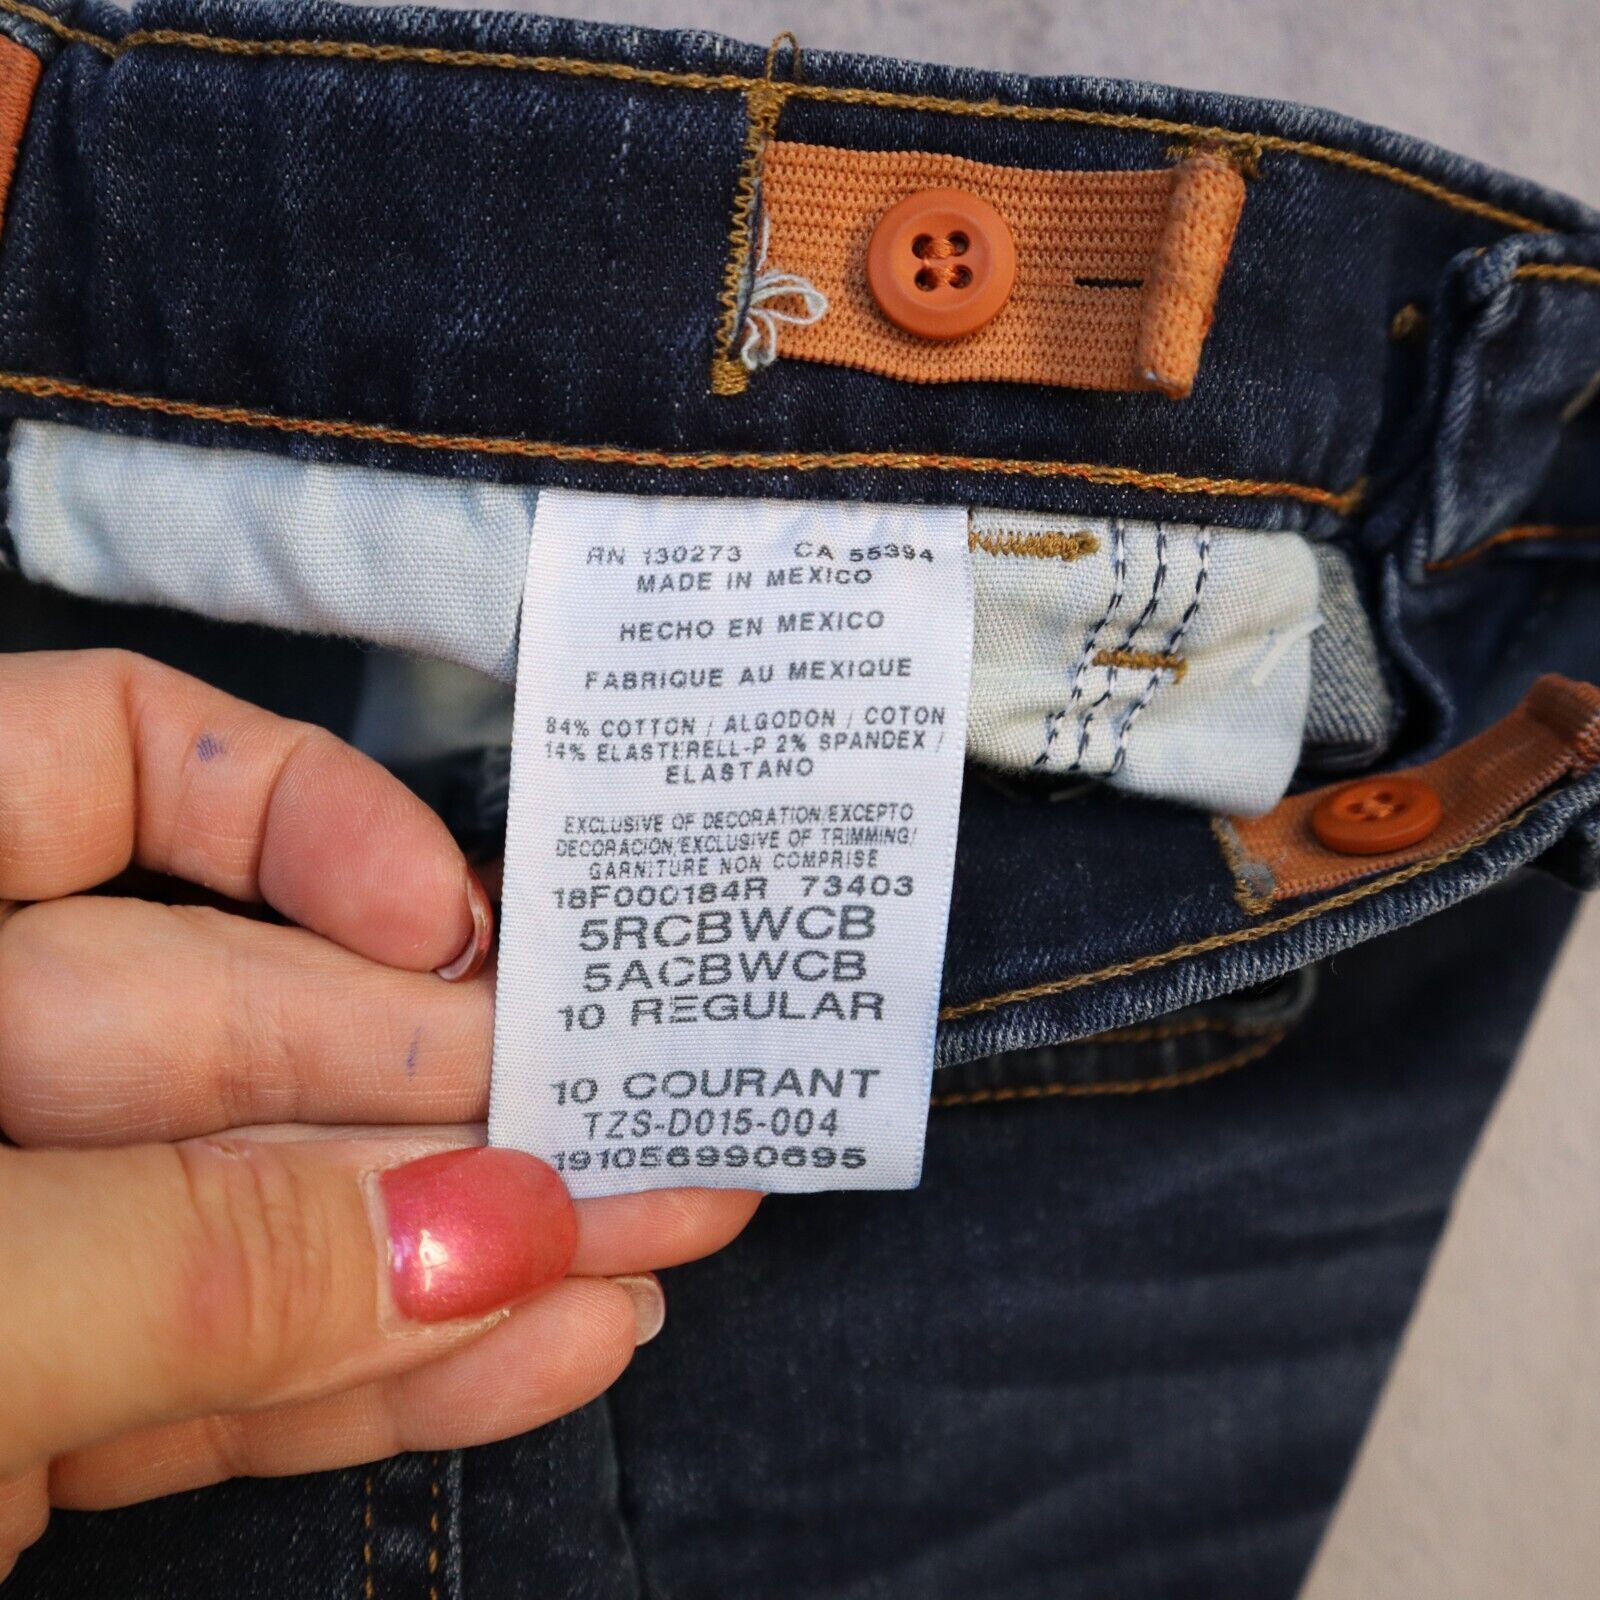 RN 130273 CA 55394
MADE IN MEXICO
HECHO EN MEXICO
FABRIQUE AU MEXIQUE
84% COTTON / ALGODON / COTON
14% ELASTERELL-P 2% SPANDEX /
ELASTANO
EXCLUSIVE OF DECORATION/EXCEPTO
DECORACION/EXCLUSIVE OF TRIMMING/
GARNITURE NON COMPRISE
18F000184R 73403
5RCBWCB
5ACBWCB
10 REGULAR
10 COURANT
TZS-D015-004
191056990695